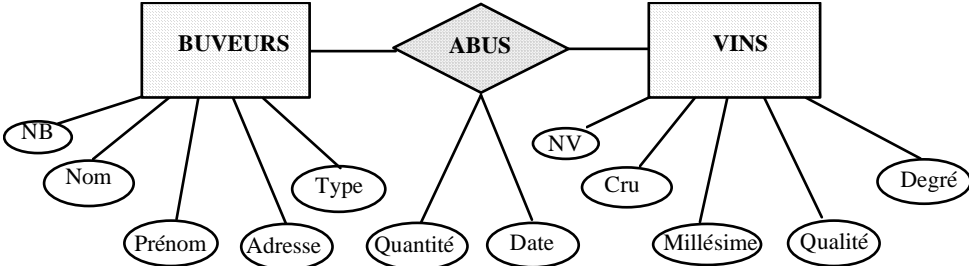 BUVEURS
ABUS
VINS
NB
NV
Nom
Type
Cru
Degré
Prénom
Adresse
Quantité
Date
Millésime
Qualité